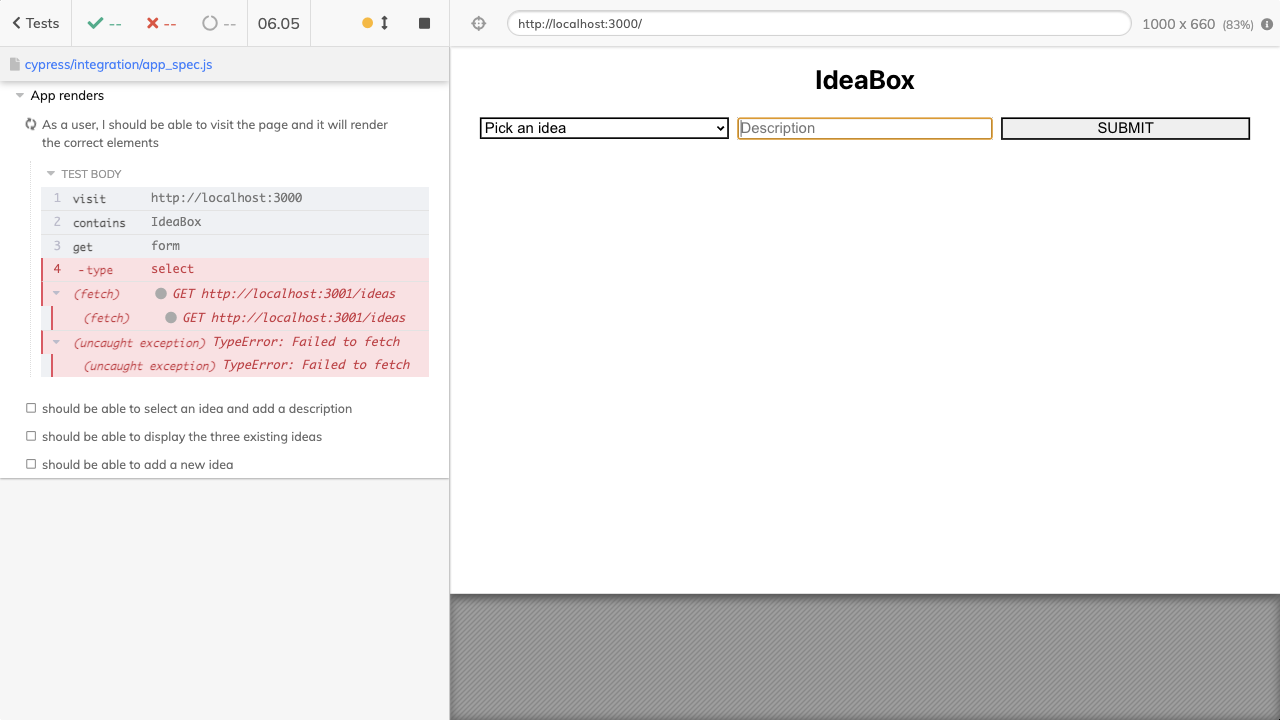 Tests -- -- -- 06.05
cypress/integration/app_spec.js
App renders
As a user, I should be able to visit the page and it will render
the correct elements
TEST BODY
1 visit http://localhost:3000
2 contains IdeaBox
3 get form
4 -type select
(fetch) GET http://localhost:3001/ideas
(fetch) GET http://localhost:3001/ideas
(uncaught exception) TypeError: Failed to fetch
(uncaught exception) TypeError: Failed to fetch
should be able to select an idea and add a description
should be able to display the three existing ideas
should be able to add a new idea
http://localhost:3000/ 1000 x 660 (83%)
IdeaBox
Pick an idea Description SUBMIT